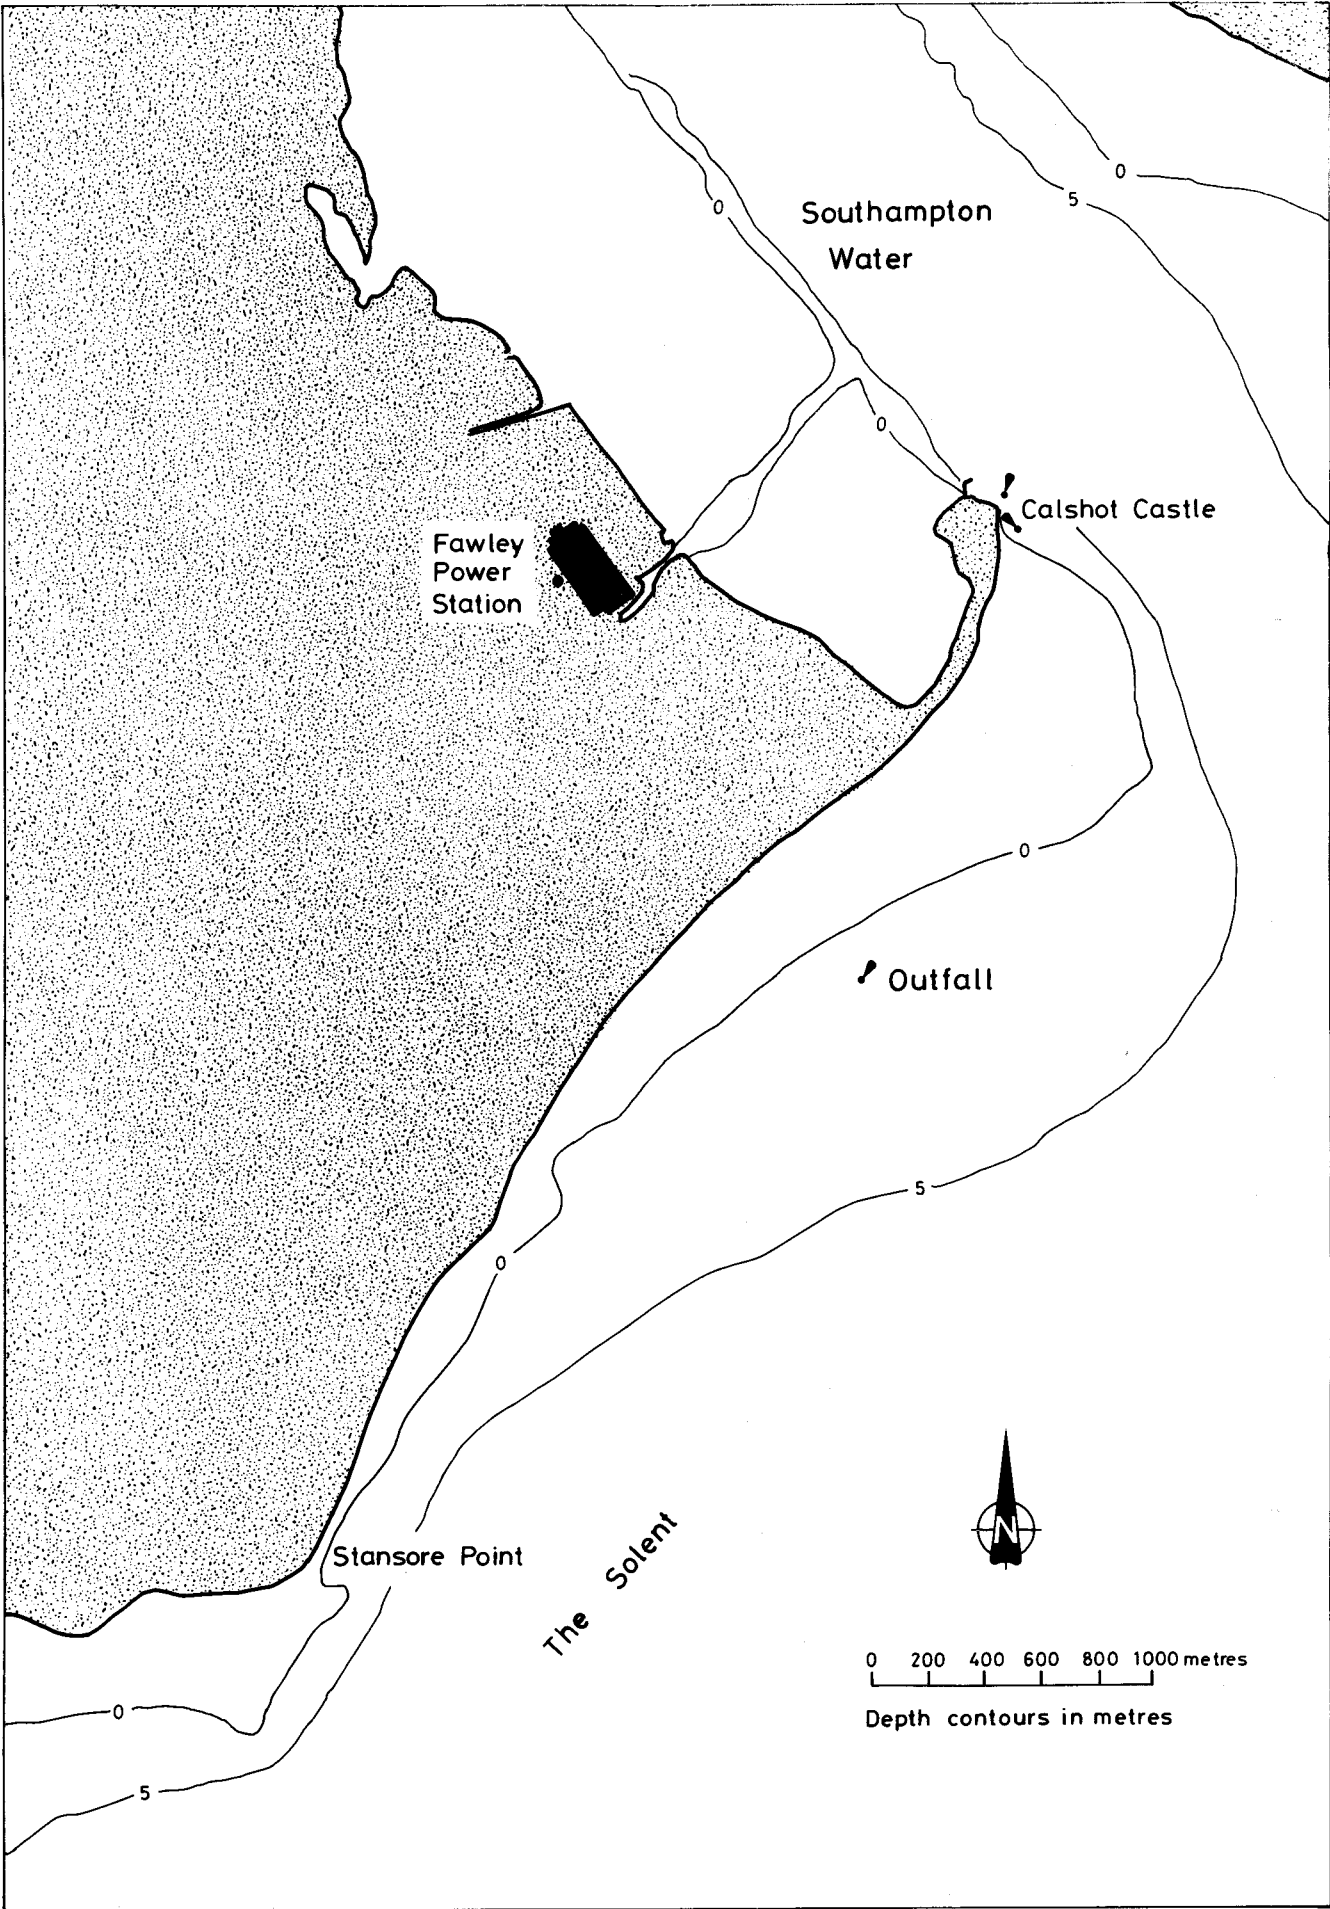 0
5
0
Southampton
Water
0
Calshot Castle
Fawley
Power
Station
0
Outfall
5
0
Stansore Point
The Solent
N
0 200 400 600 800 1000 metres
Depth contours in metres
0
5